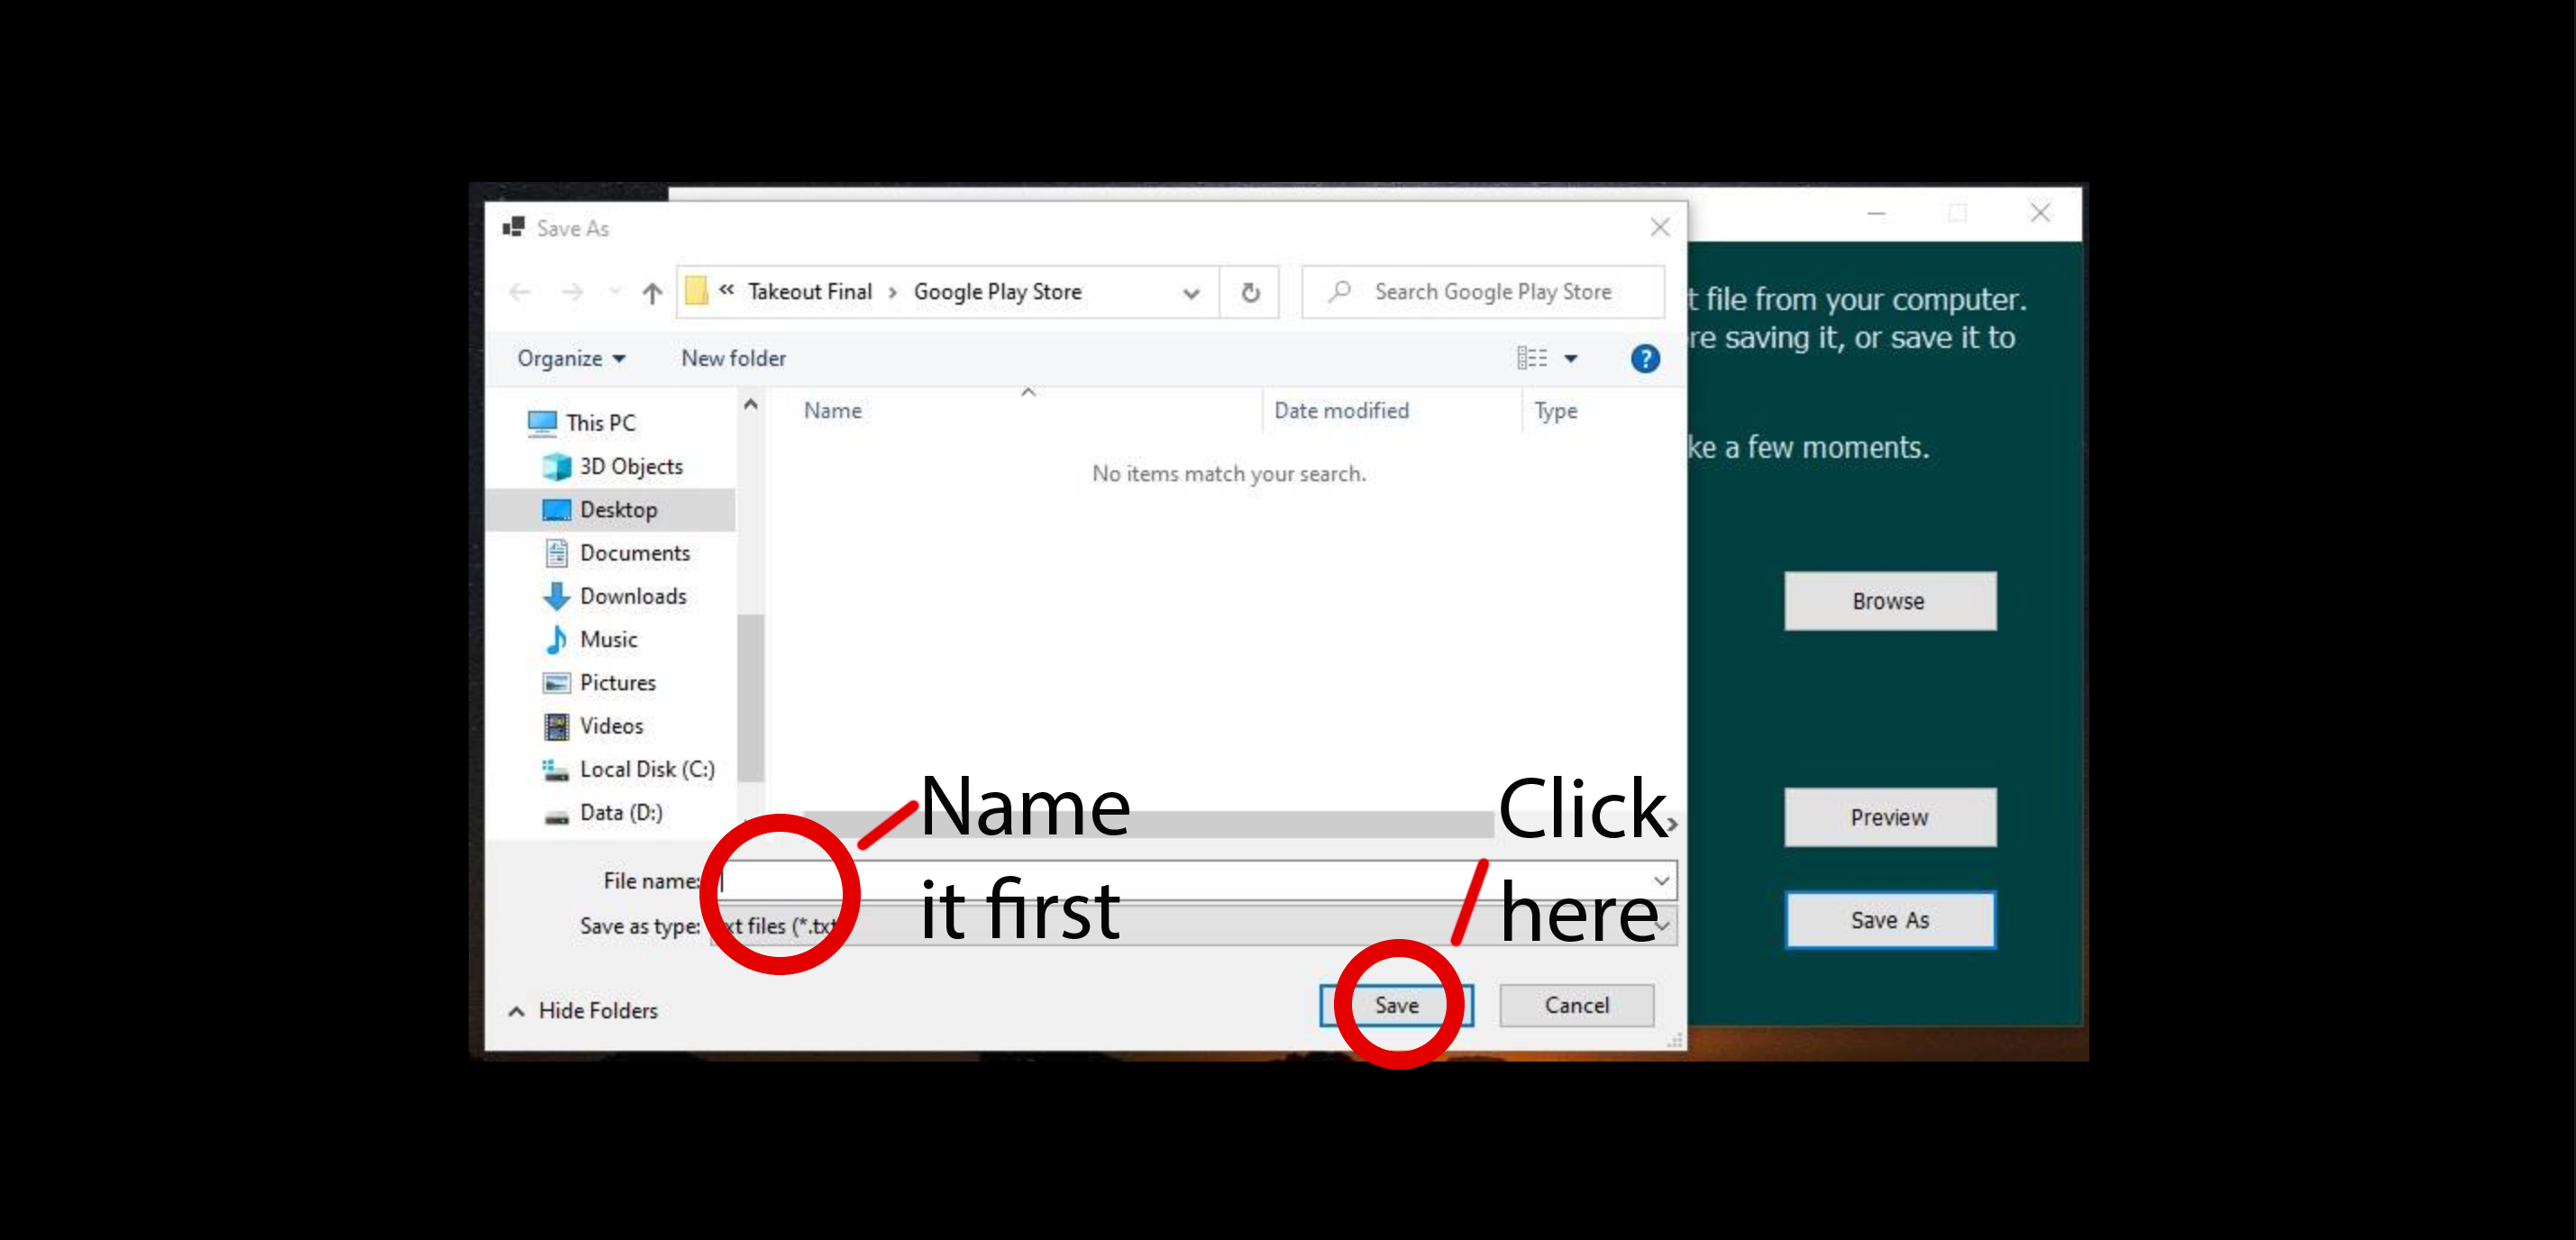 Save As
« Takeout Final › Google Play Store
Search Google Play Store
Organize
New folder
?
Name
Date modified
Type
No items match your search.
This PC
3D Objects
Desktop
Documents
Downloads
Music
Pictures
Videos
Local Disk (C:)
Data (D:)
File name:
Save as type:
xt files (*.txt
Hide Folders
Save
Cancel
Name
it first
Click
here
t file from your computer.
re saving it, or save it to
ke a few moments.
Browse
Preview
Save As